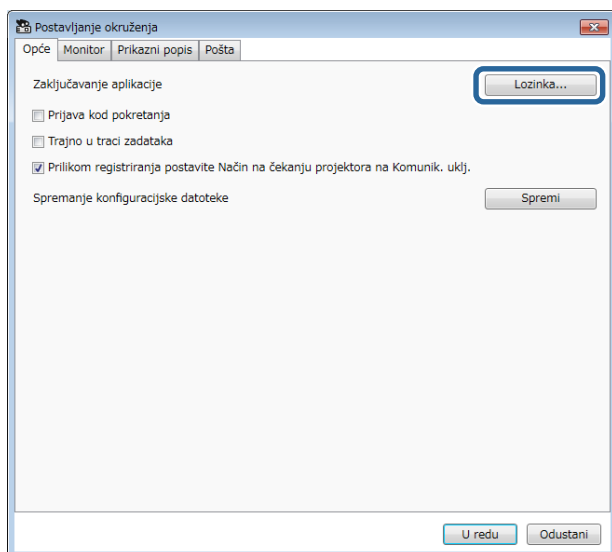 Postavljanje okruženja
Opće Monitor Prikazni popis Pošta
Zaključavanje aplikacije Lozinka...
Prijava kod pokretanja
Trajno u traci zadataka
Prilikom registriranja postavite Način na čekanju projektora na Komunik. uklj.
Spremanje konfiguracijske datoteke Spremi
U redu Odustani